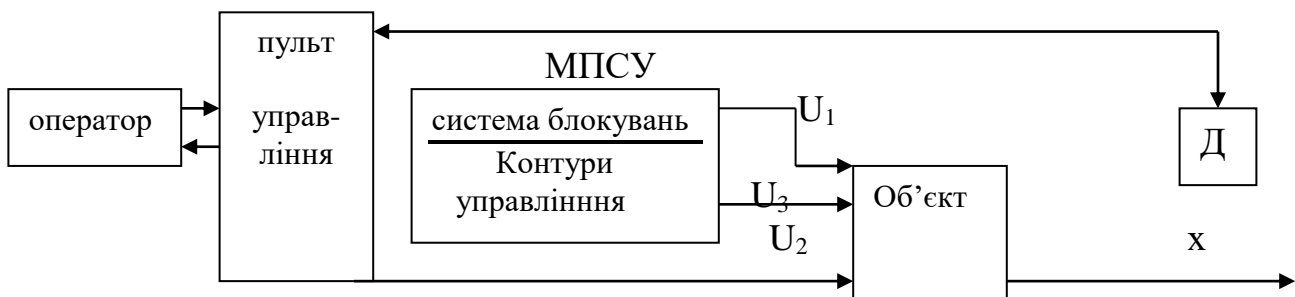 пульт
управ-
ління
оператор
МПСУ
система блокувань
Контури
управлінння
U₁
U₃
U₂
Об’єкт
Д
x